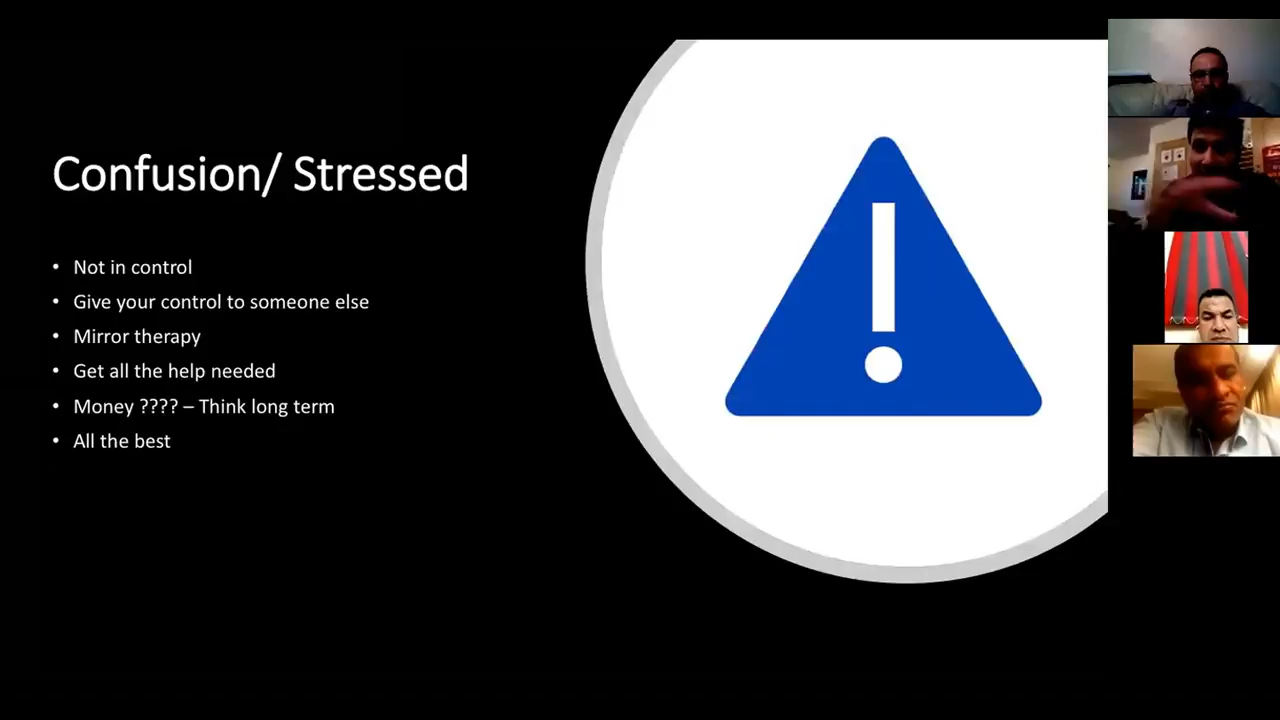 Confusion/ Stressed
• Not in control
• Give your control to someone else
• Mirror therapy
• Get all the help needed
• Money ???? – Think long term
• All the best